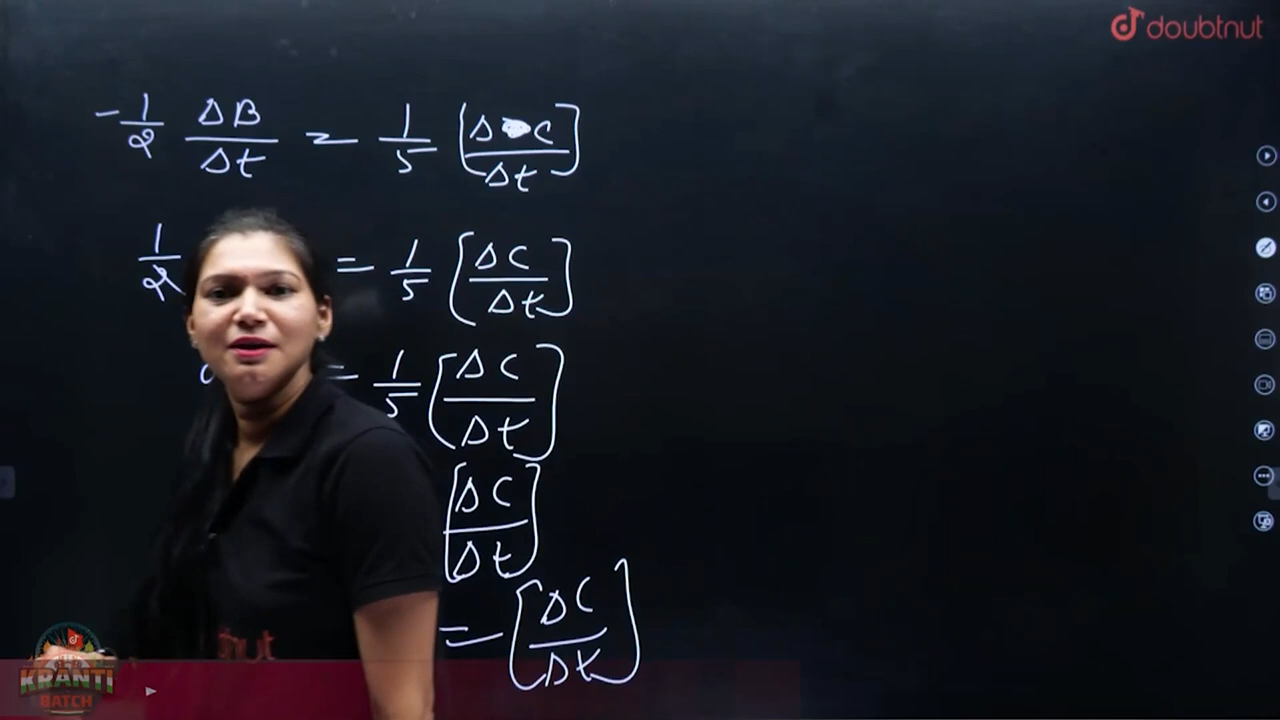 doubtnut
-1/2 ΔB/Δt = 1/5 [ΔC/Δt]
1/2 = 1/5 [ΔC/Δt]
= 1/5 [ΔC/Δt]
[ΔC/Δt]
= [ΔC/Δt]
KRANTI
BATCH